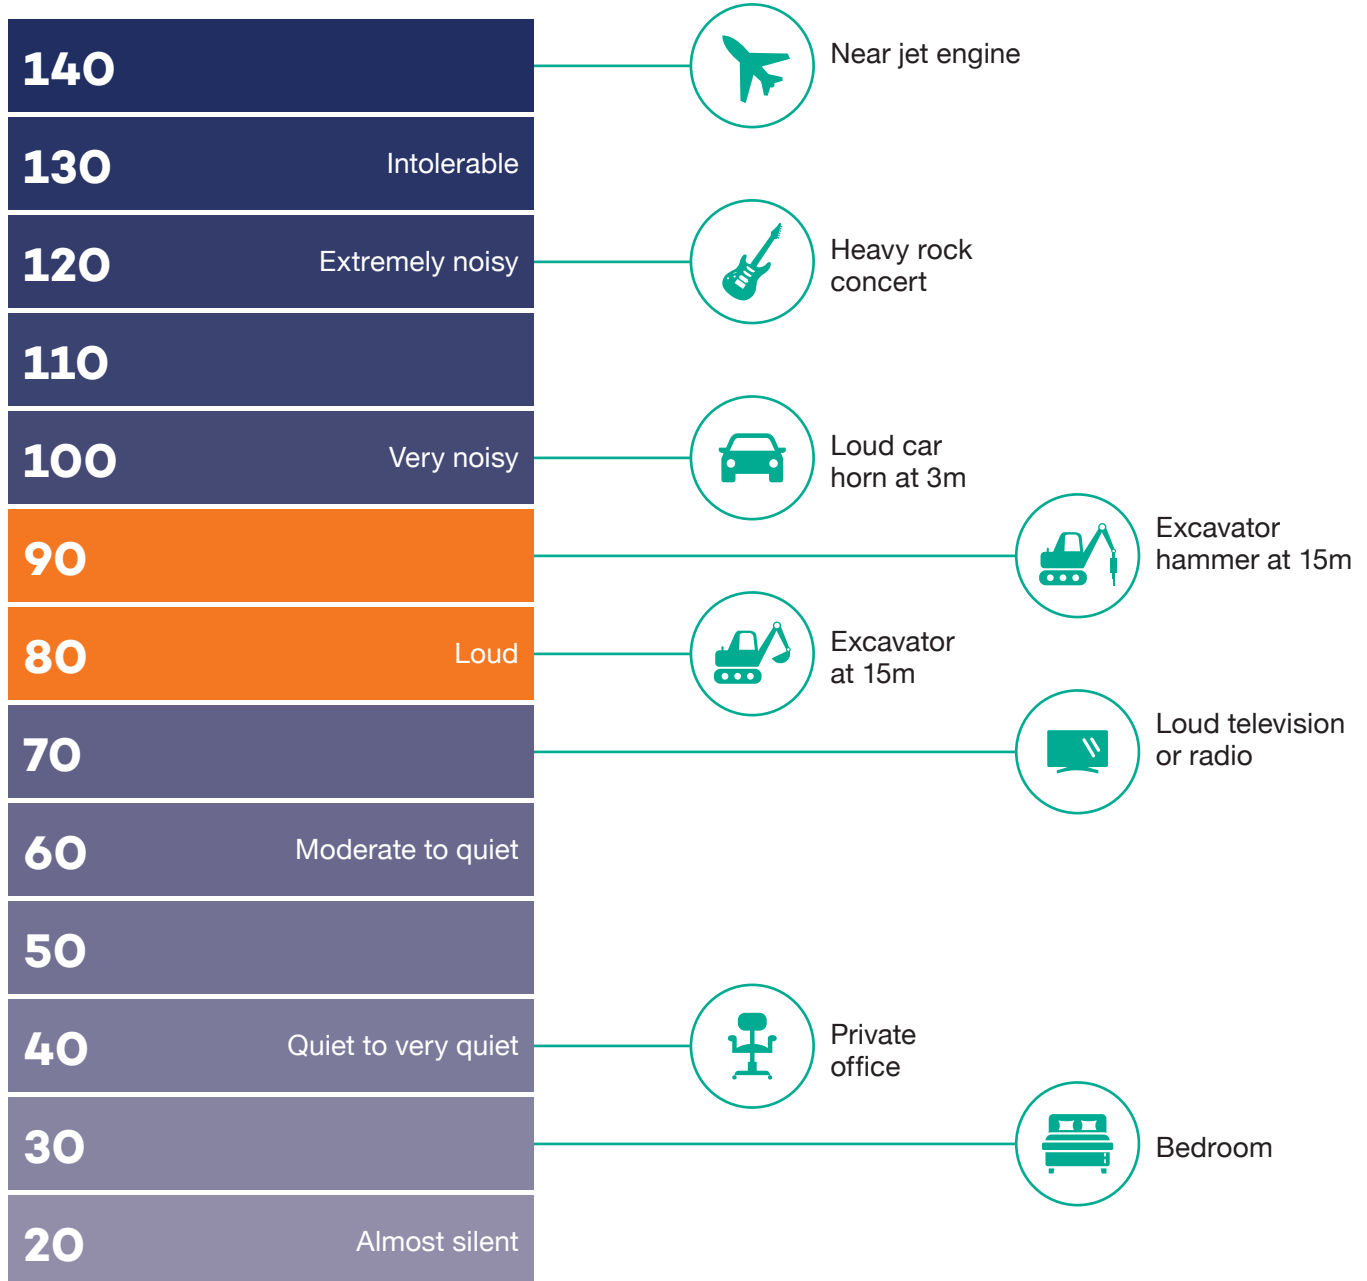 140
Near jet engine
130
Intolerable
120
Extremely noisy
Heavy rock
concert
110
100
Very noisy
Loud car
horn at 3m
90
Excavator
hammer at 15m
80
Loud
Excavator
at 15m
70
Loud television
or radio
60
Moderate to quiet
50
40
Quiet to very quiet
Private
office
30
Bedroom
20
Almost silent